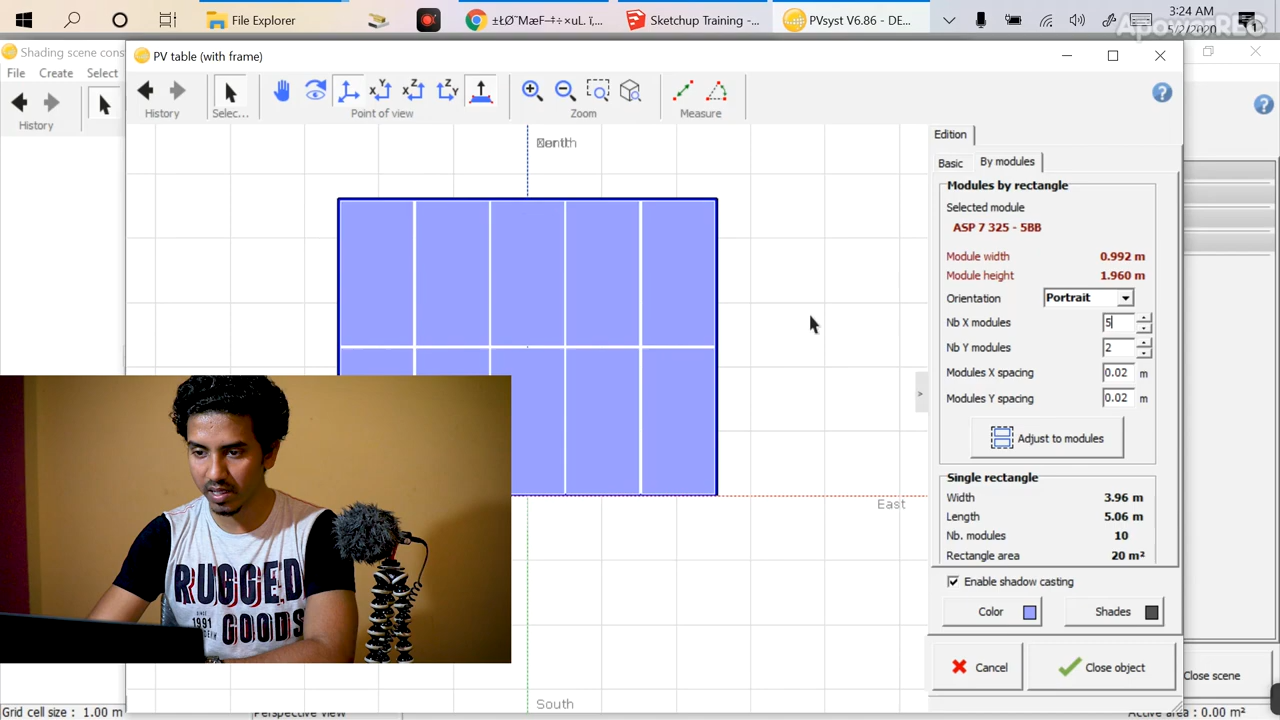 File Explorer
±ŁØ¨MæF-‡÷×uL· ï,...
Sketchup Training -...
PVsyst V6.86 - DE...
3:24 AM
5/2/2020
ApowerREC
Shading scene cons
PV table (with frame)
File Create Select
History
History
Selec...
Point of view
Zoom
Measure
Zenith
Edition
Basic
By modules
Modules by rectangle
Selected module
ASP 7 325 - 5BB
Module width 0.992 m
Module height 1.960 m
Orientation Portrait
Nb X modules 5
Nb Y modules 2
Modules X spacing 0.02 m
Modules Y spacing 0.02 m
Adjust to modules
Single rectangle
Width 3.96 m
Length 5.06 m
Nb. modules 10
Rectangle area 20 m²
East
Enable shadow casting
Color
Shades
Cancel
Close object
Close scene
South
Grid cell size : 1.00 m
Perspective view
Active area : 0.00 m²
RUGGED
SINCE
1991
GOODS